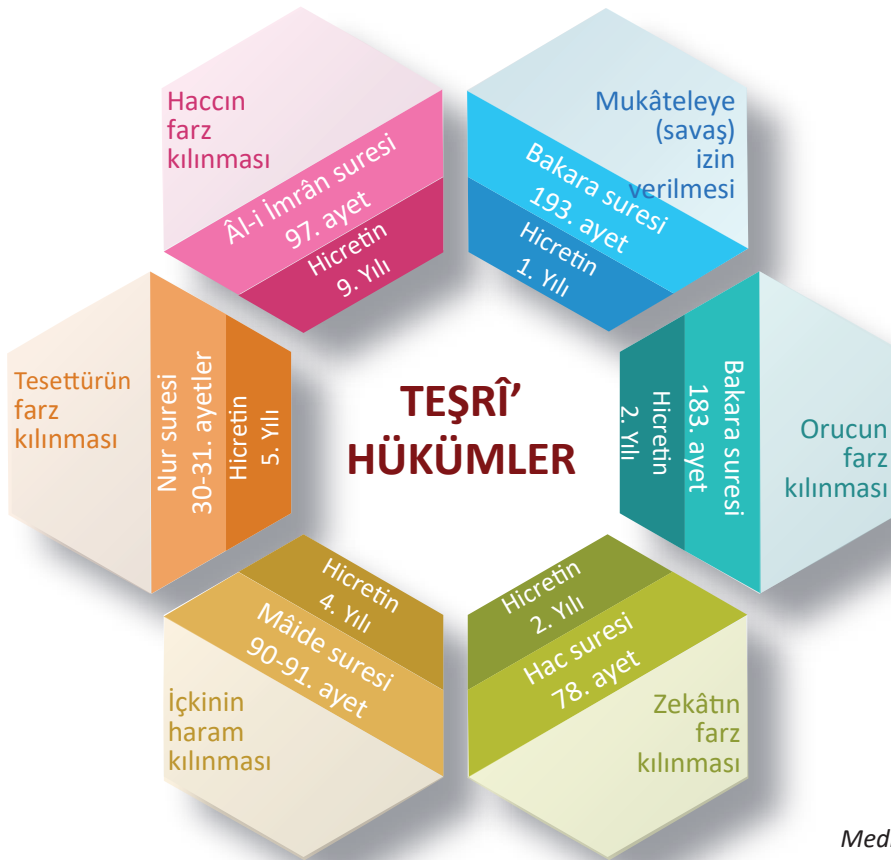 Haccın
farz
kılınması
Âl-i İmrân suresi
97. ayet
Hicretin
9. Yılı
Mukâteleye
(savaş)
izin
verilmesi
Bakara suresi
193. ayet
Hicretin
1. Yılı
Tesettürün
farz
kılınması
Nur suresi
30-31. ayetler
Hicretin
5. Yılı
TEŞRÎ’
HÜKÜMLER
Hicretin
2. Yılı
Bakara suresi
183. ayet
Orucun
farz
kılınması
Hicretin
4. Yılı
Mâide suresi
90-91. ayet
İçkinin
haram
kılınması
Hicretin
2. Yılı
Hac suresi
78. ayet
Zekâtın
farz
kılınması
Med